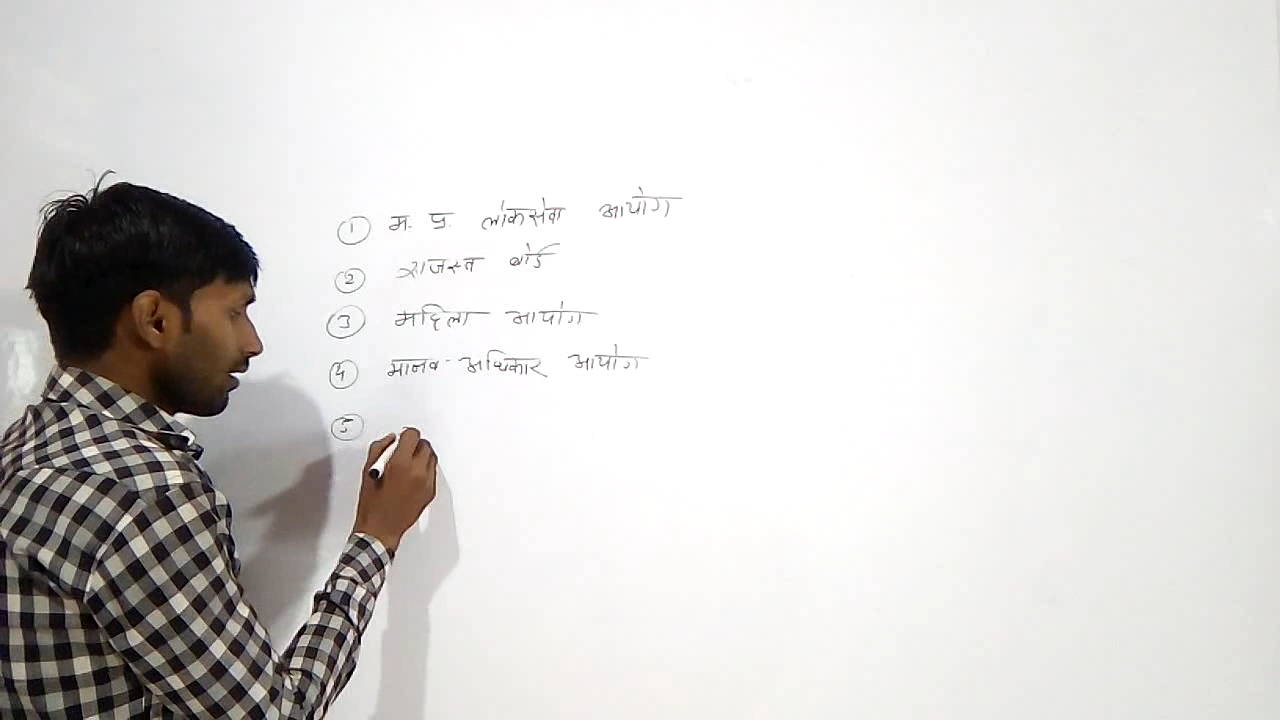 ① म. प्र. लोकसेवा आयोग
② राजस्व बोर्ड
③ महिला आयोग
④ मानव-अधिकार आयोग
⑤